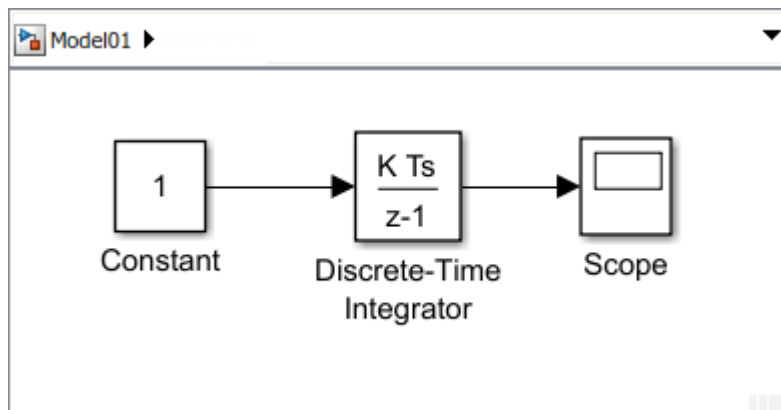 Model01
1
K Ts
z-1
Constant
Discrete-Time
Integrator
Scope